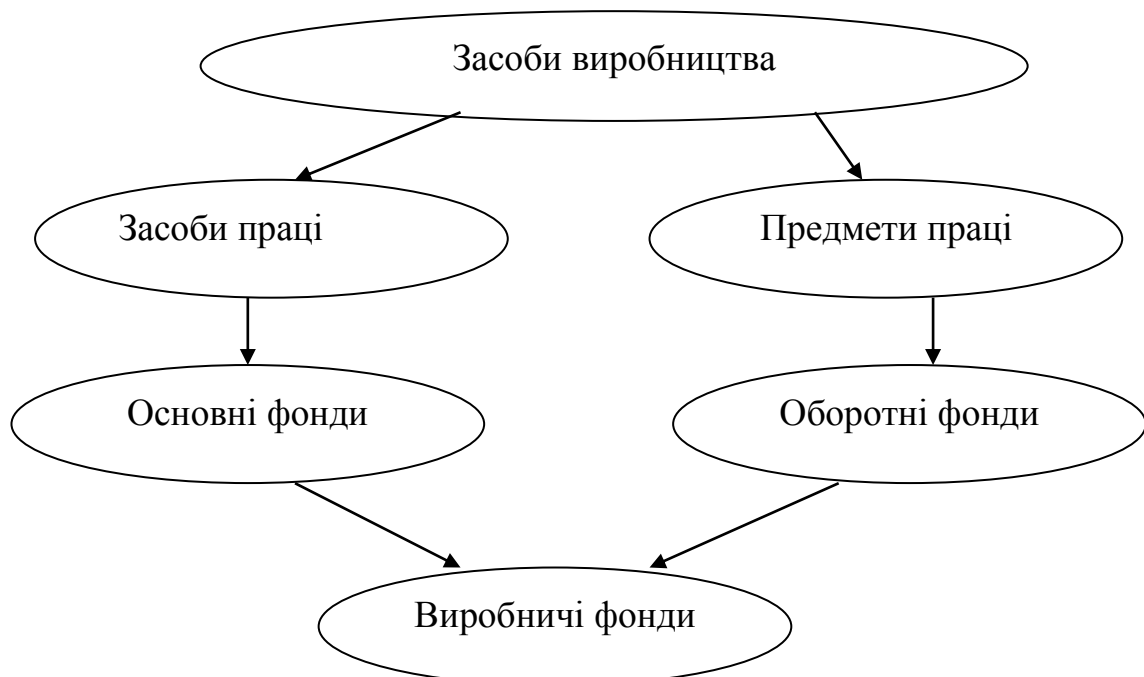 Засоби виробництва
Засоби праці
Предмети праці
Основні фонди
Оборотні фонди
Виробничі фонди